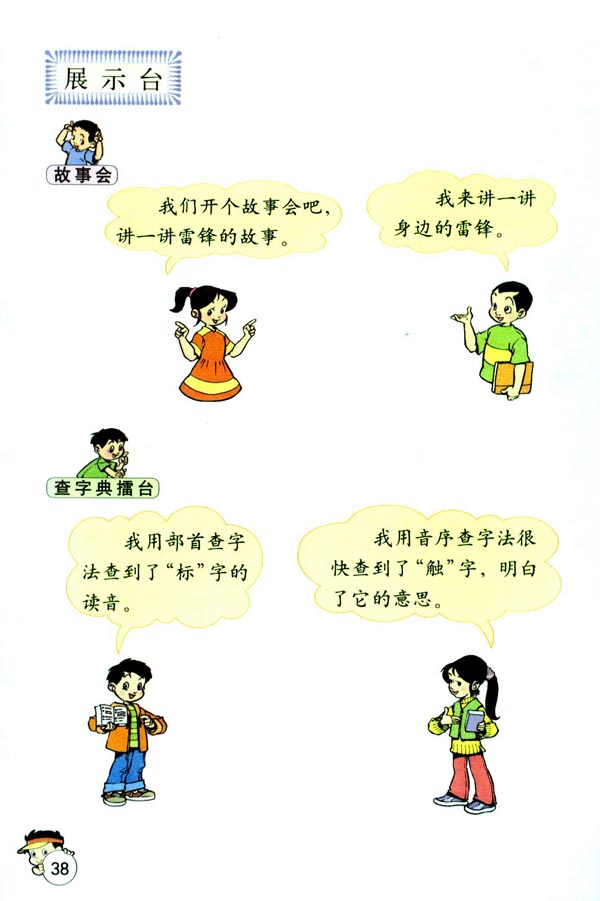 展示台
故事会
我们开个故事会吧，
讲一讲雷锋的故事。
我来讲一讲
身边的雷锋。
查字典擂台
我用部首查字
法查到了“标”字的
读音。
我用音序查字法很
快查到了“触”字，明白
了它的意思。
38